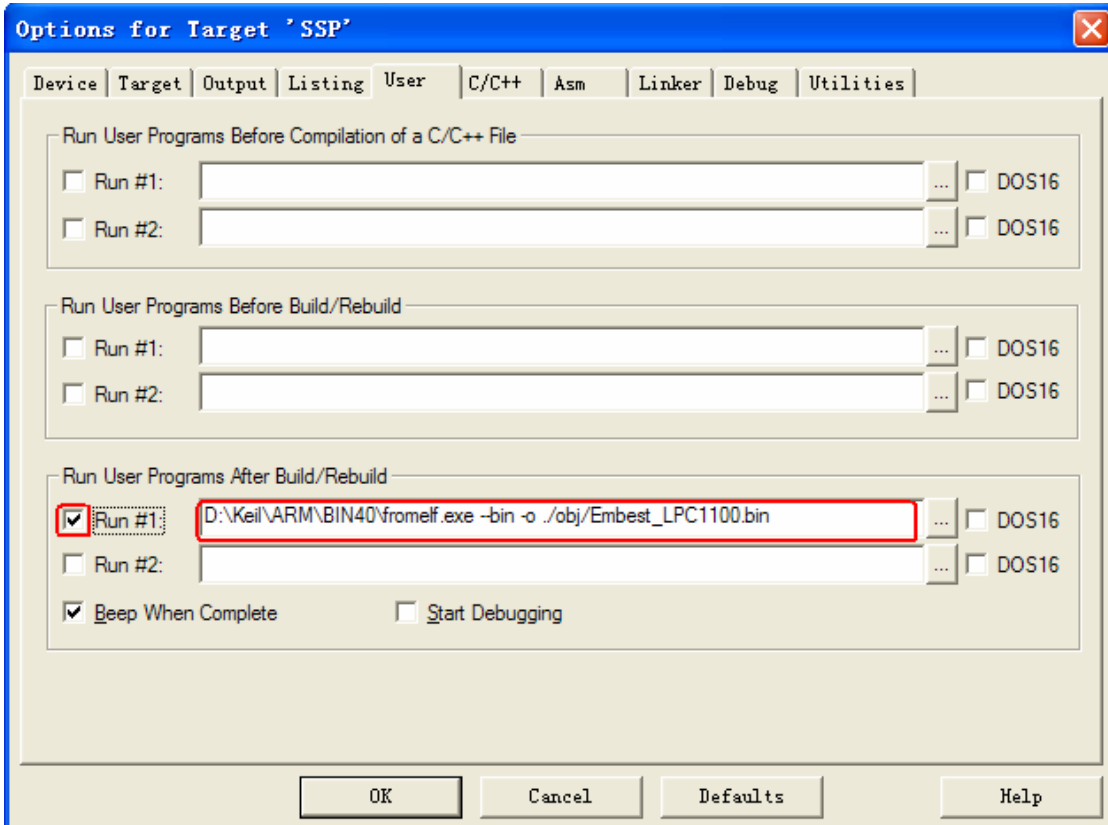 Options for Target 'SSP'
Device Target Output Listing User C/C++ Asm Linker Debug Utilities
Run User Programs Before Compilation of a C/C++ File
Run #1: ... DOS16
Run #2: ... DOS16
Run User Programs Before Build/Rebuild
Run #1: ... DOS16
Run #2: ... DOS16
Run User Programs After Build/Rebuild
Run #1: D:\Keil\ARM\BIN40\fromelf.exe --bin -o ./obj/Embest_LPC1100.bin ... DOS16
Run #2: ... DOS16
Beep When Complete Start Debugging
OK Cancel Defaults Help